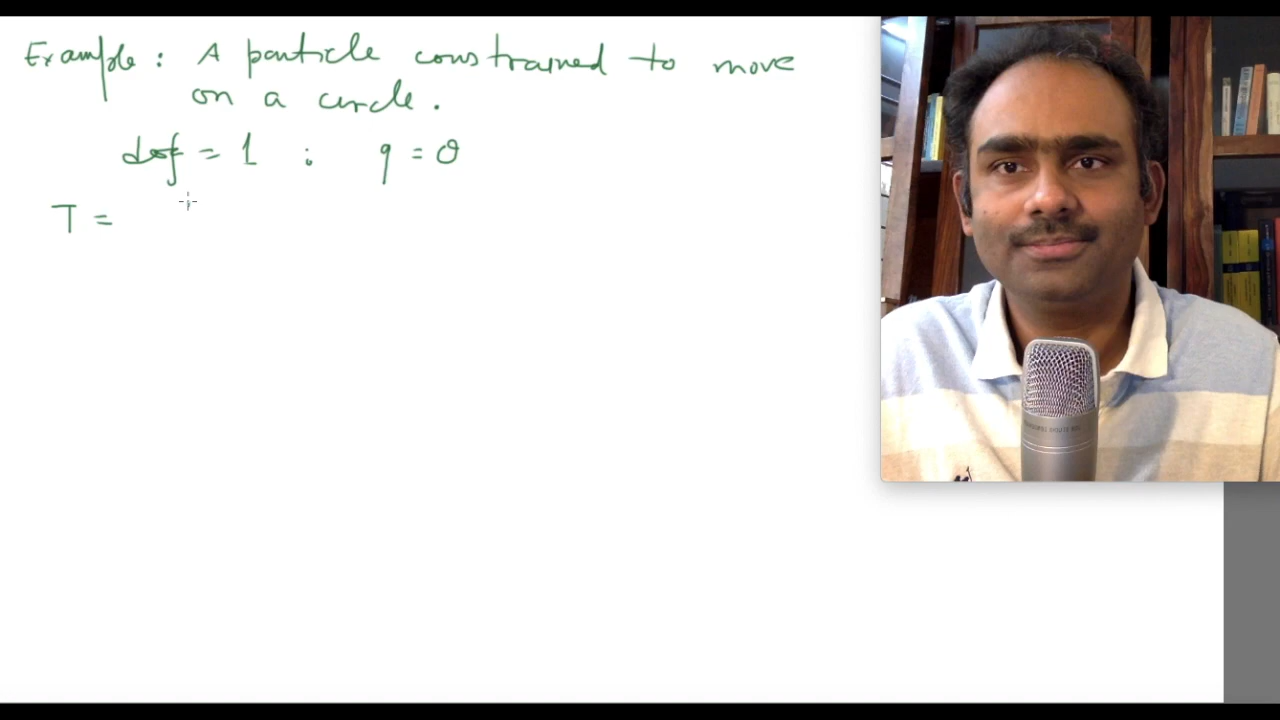 Example : A particle constrained to move
on a circle .
dof = 1 ; q = θ
T =